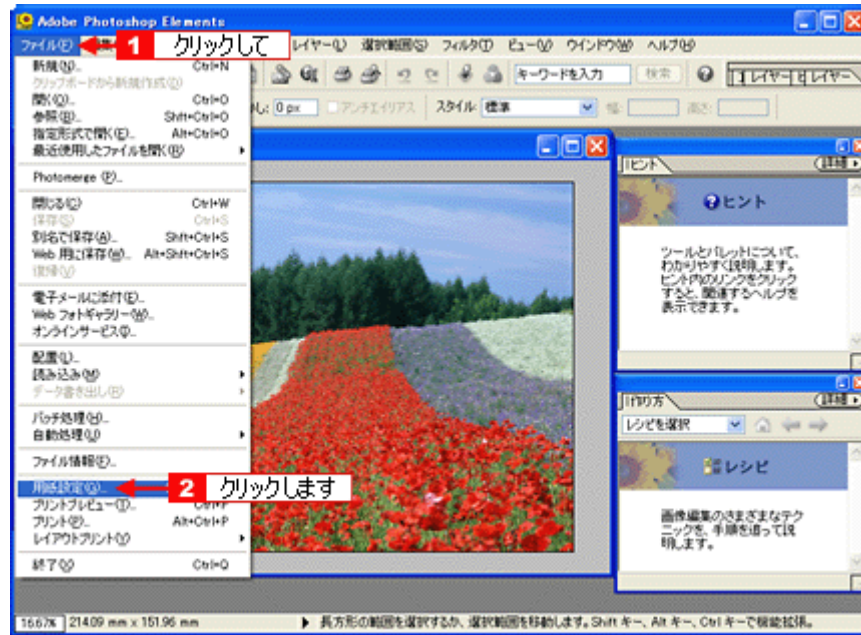 Adobe Photoshop Elements
ファイル(F)
1 クリックして
レイヤー(L) 選択範囲(S) フィルタ(T) ビュー(V) ウインドウ(W) ヘルプ(H)
キーワードを入力 検索
0 px アンチエイリアス スタイル: 標準 幅: 高さ:
新規(N)... Ctrl+N
クリップボードから新規作成(C)
開く(O)... Ctrl+O
参照(B)... Shift+Ctrl+O
指定形式で開く(E)... Alt+Ctrl+O
最近使用したファイルを開く(R)
Photomerge (P)...
閉じる(C) Ctrl+W
保存(S) Ctrl+S
別名で保存(A)... Shift+Ctrl+S
Web 用に保存(W)... Alt+Shft+Ctrl+S
復帰(V)
電子メールに添付(E)...
Web フォトギャラリー(W)...
オンラインサービス(I)...
配置(L)...
読み込み(M)
データ書き出し(R)
バッチ処理(H)...
自動処理(U)
ファイル情報(F)...
用紙設定(G)...
2 クリックします
プリントプレビュー(T)... Ctrl+P
プリント(P)... Alt+Ctrl+P
レイアウトプリント(Y)
終了(X) Ctrl+Q
ヒント
詳細
ヒント
ツールとパレットについて、
わかりやすく説明します。
ヒント内のリンクをクリック
すると、関連するヘルプを
表示できます。
作り方
詳細
レシピを選択
レシピ
画像編集のさまざまなテク
ニックを、手順を追って説
明します。
16.67% 214.09 mm x 151.96 mm 長方形の範囲を選択するか、選択範囲を移動します。Shift キー、Alt キー、Ctrl キーで機能拡張。